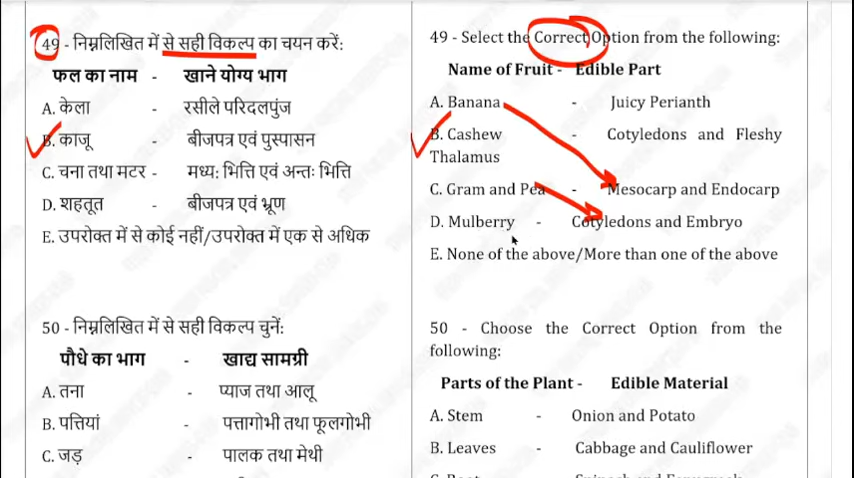 49 - निम्नलिखित में से सही विकल्प का चयन करें:
फल का नाम - खाने योग्य भाग
A. केला - रसीले परिदलपुंज
B. काजू - बीजपत्र एवं पुस्पासन
C. चना तथा मटर - मध्य: भित्ति एवं अन्तः भित्ति
D. शहतूत - बीजपत्र एवं भ्रूण
E. उपरोक्त में से कोई नहीं/उपरोक्त में एक से अधिक
50 - निम्नलिखित में से सही विकल्प चुनें:
पौधे का भाग - खाद्य सामग्री
A. तना - प्याज तथा आलू
B. पत्तियां - पत्तागोभी तथा फूलगोभी
C. जड़ - पालक तथा मेथी
49 - Select the Correct Option from the following:
Name of Fruit - Edible Part
A. Banana - Juicy Perianth
B. Cashew - Cotyledons and Fleshy
Thalamus
C. Gram and Pea - Mesocarp and Endocarp
D. Mulberry - Cotyledons and Embryo
E. None of the above/More than one of the above
50 - Choose the Correct Option from the
following:
Parts of the Plant - Edible Material
A. Stem - Onion and Potato
B. Leaves - Cabbage and Cauliflower